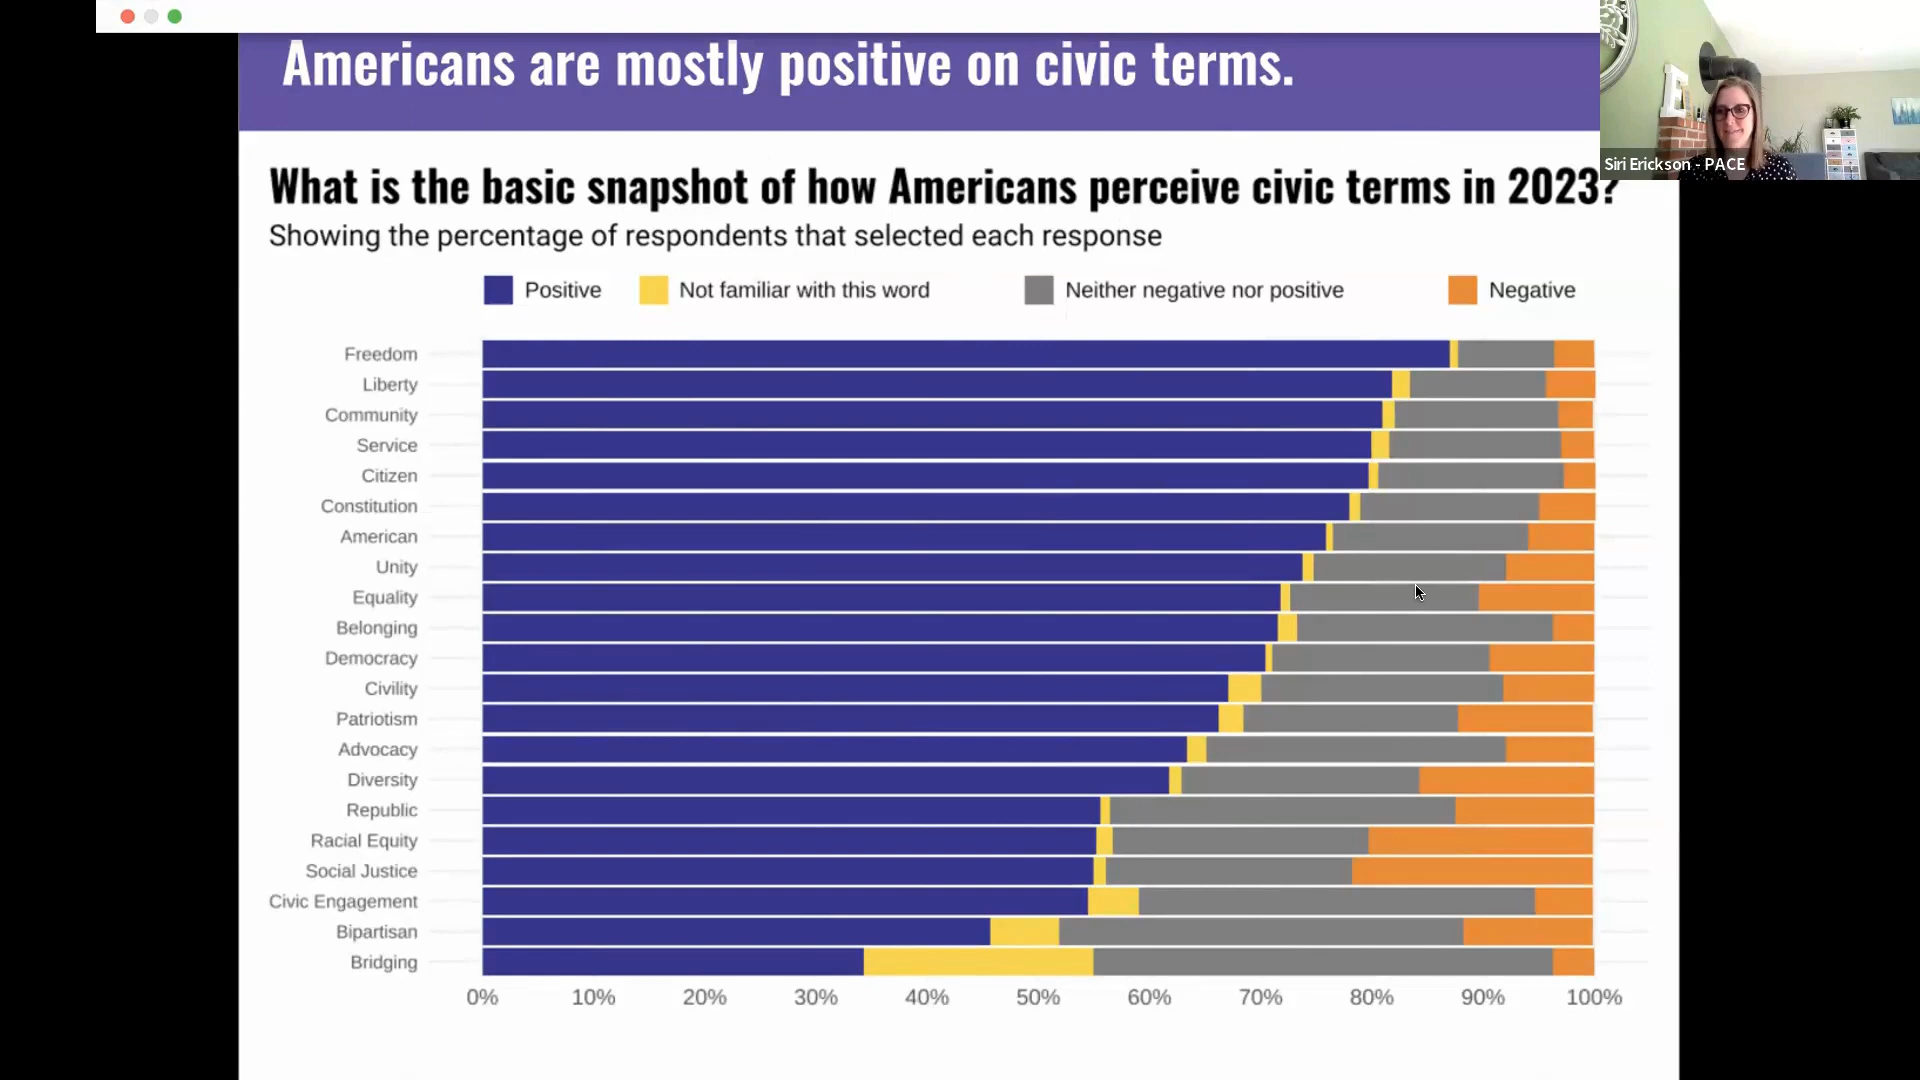 Americans are mostly positive on civic terms.
Siri Erickson - PACE
What is the basic snapshot of how Americans perceive civic terms in 2023?
Showing the percentage of respondents that selected each response
Positive Not familiar with this word Neither negative nor positive Negative
Freedom
Liberty
Community
Service
Citizen
Constitution
American
Unity
Equality
Belonging
Democracy
Civility
Patriotism
Advocacy
Diversity
Republic
Racial Equity
Social Justice
Civic Engagement
Bipartisan
Bridging
0% 10% 20% 30% 40% 50% 60% 70% 80% 90% 100%